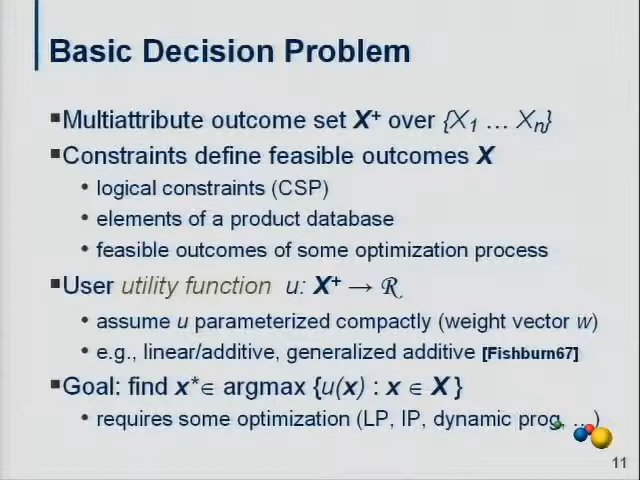 Basic Decision Problem
▪Multiattribute outcome set X⁺ over {X₁ … Xₙ}
▪Constraints define feasible outcomes X
• logical constraints (CSP)
• elements of a product database
• feasible outcomes of some optimization process
▪User utility function u: X⁺ → ℛ
• assume u parameterized compactly (weight vector w)
• e.g., linear/additive, generalized additive [Fishburn67]
▪Goal: find x*∈ argmax {u(x) : x ∈ X }
• requires some optimization (LP, IP, dynamic prog, …)
11